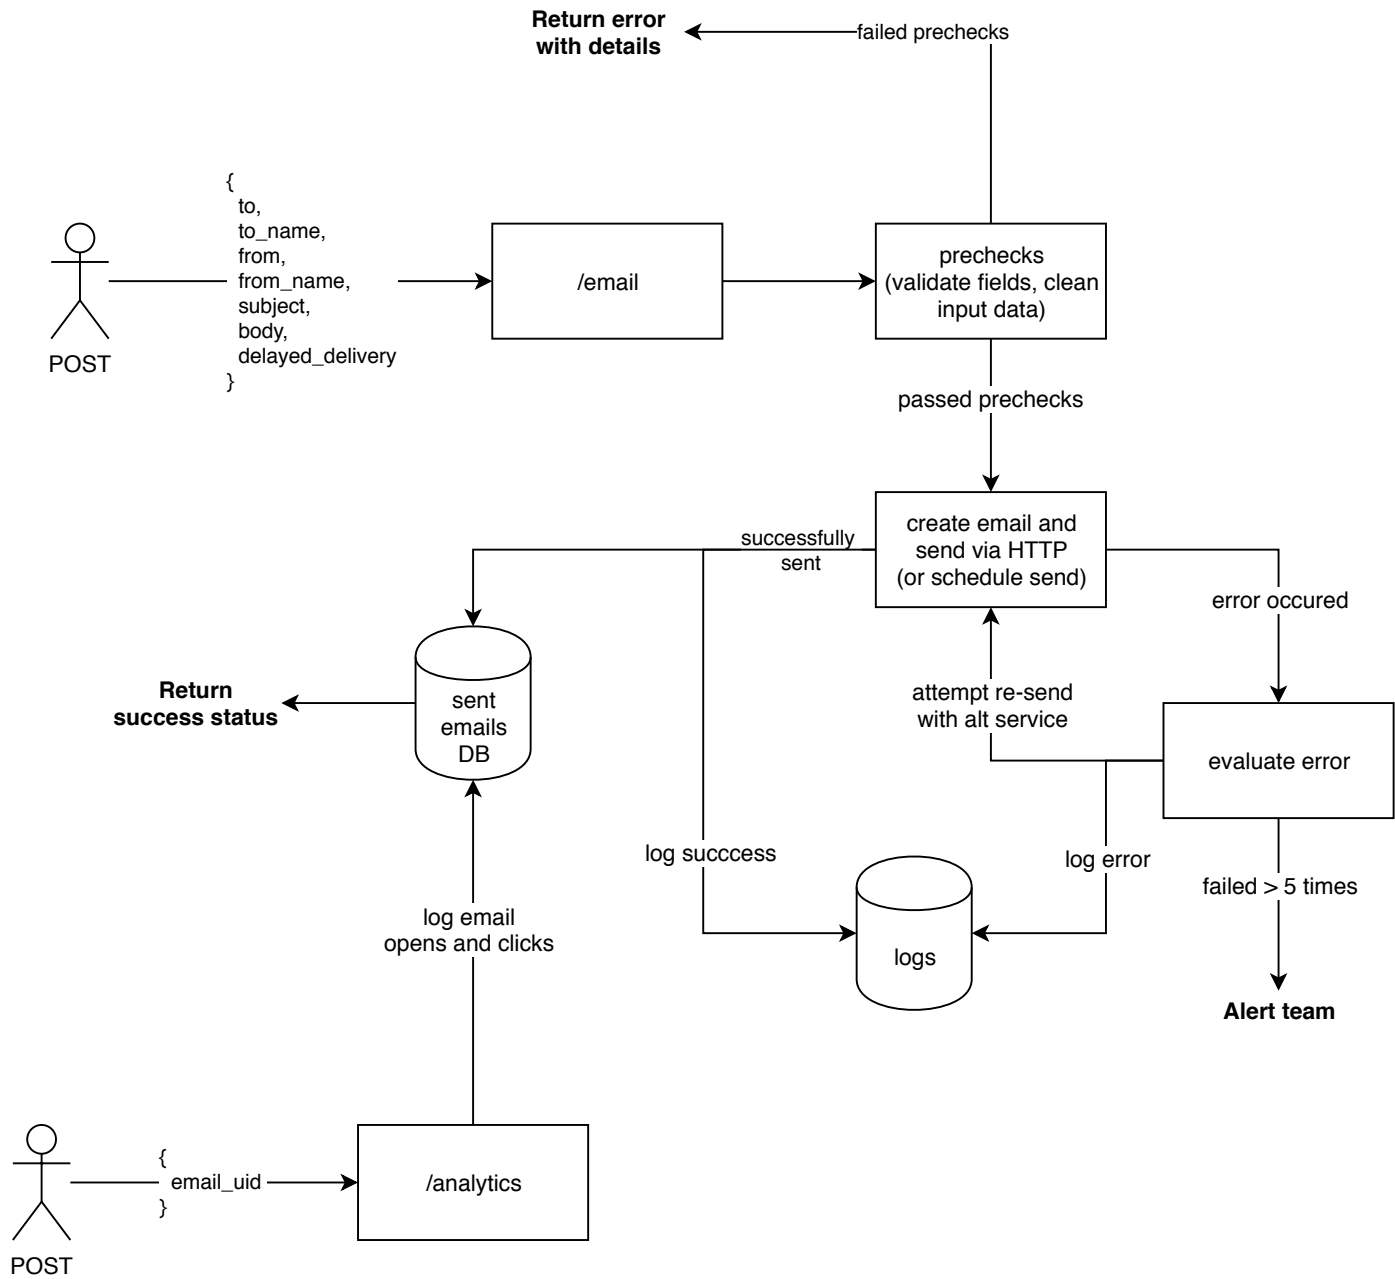 Return error
with details
failed prechecks
{
to,
to_name,
from,
from_name,
subject,
body,
delayed_delivery
}
POST
/email
prechecks
(validate fields, clean
input data)
passed prechecks
create email and
send via HTTP
(or schedule send)
successfully
sent
error occured
sent
emails
DB
Return
success status
attempt re-send
with alt service
evaluate error
log succcess
log error
failed > 5 times
logs
log email
opens and clicks
Alert team
{
email_uid
}
POST
/analytics